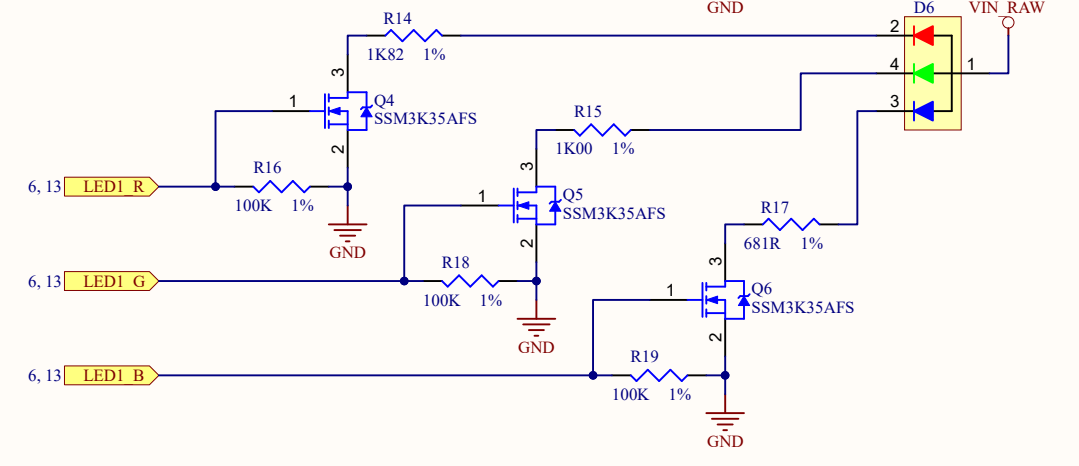 GND
D6
VIN_RAW
R14
1K82 1%
2
4
3
1
3
1
Q4
SSM3K35AFS
2
R15
1K00 1%
R16
100K 1%
6, 13 LED1_R
GND
3
1
Q5
SSM3K35AFS
2
R17
681R 1%
R18
100K 1%
6, 13 LED1_G
GND
3
1
Q6
SSM3K35AFS
2
R19
100K 1%
6, 13 LED1_B
GND